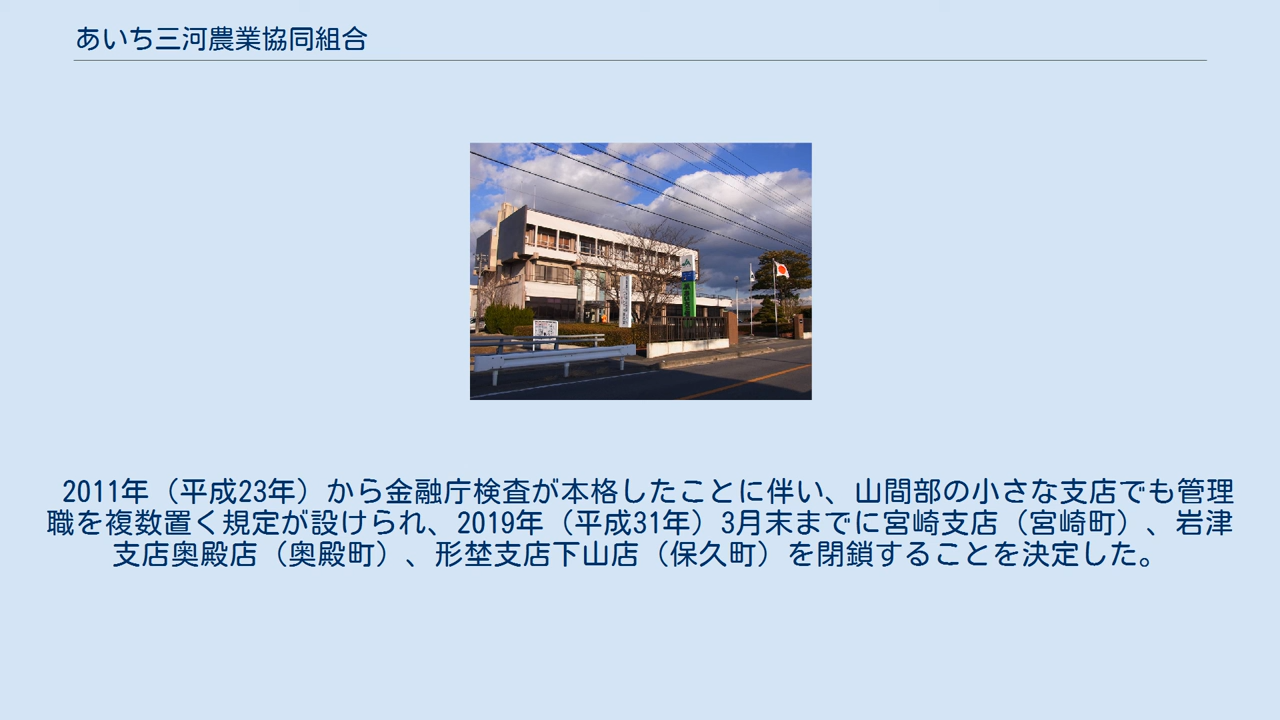 あいち三河農業協同組合
2011年（平成23年）から金融庁検査が本格したことに伴い、山間部の小さな支店でも管理
職を複数置く規定が設けられ、2019年（平成31年）3月末までに宮崎支店（宮崎町）、岩津
支店奥殿店（奥殿町）、形埜支店下山店（保久町）を閉鎖することを決定した。